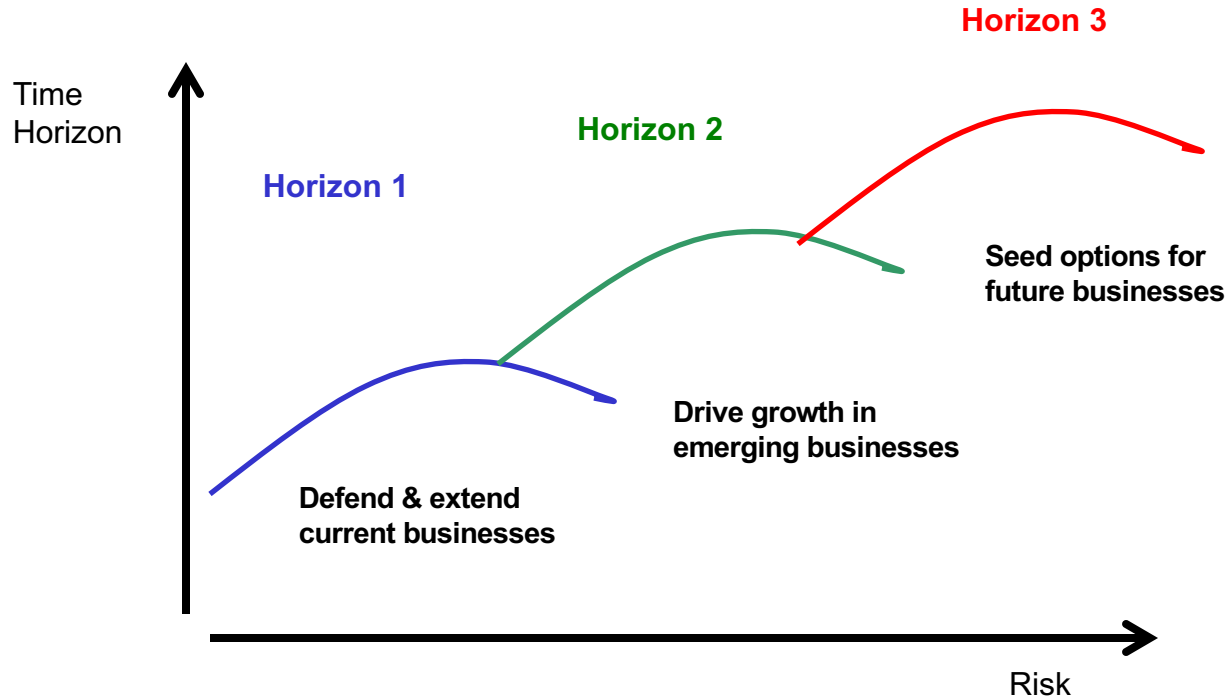 Horizon 3
Time
Horizon
Horizon 2
Horizon 1
Seed options for
future businesses
Drive growth in
emerging businesses
Defend & extend
current businesses
Risk